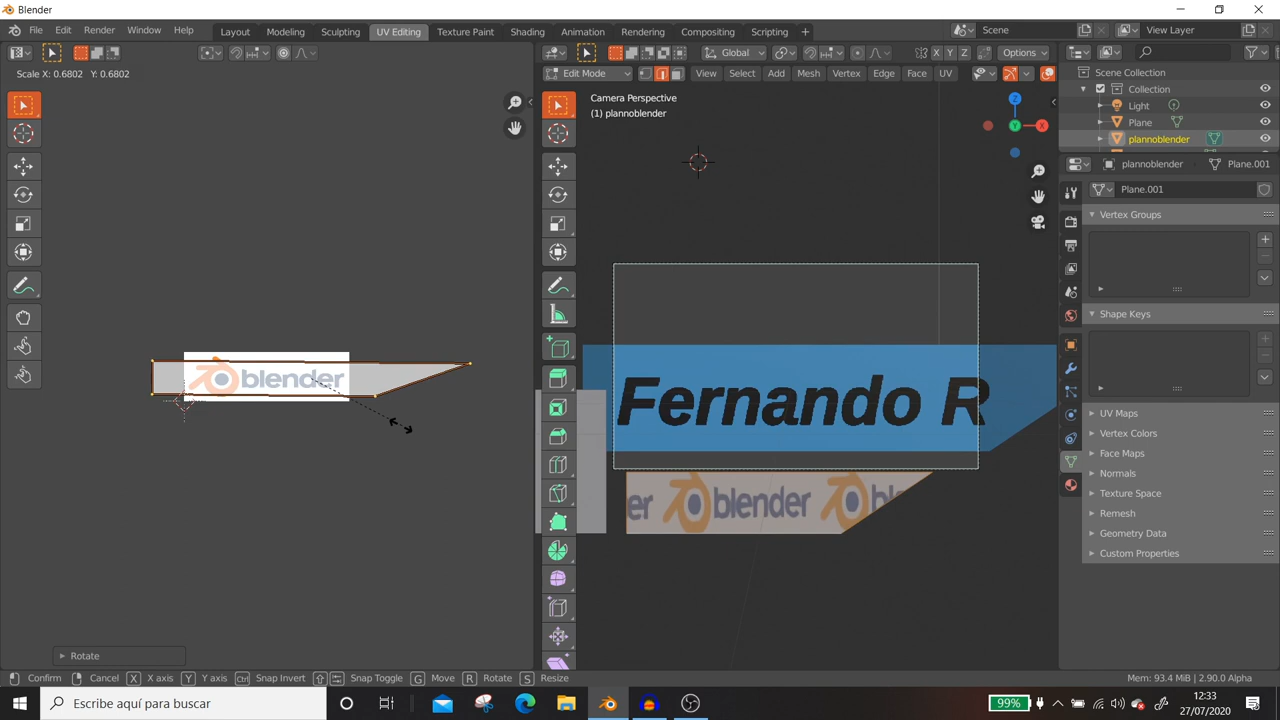 Blender
File Edit Render Window Help
Layout Modeling Sculpting UV Editing Texture Paint Shading Animation Rendering Compositing Scripting +
Scene
View Layer
Scale X: 0.6802 Y: 0.6802
Global
Options
Edit Mode
View Select Add Mesh Vertex Edge Face UV
X Y Z
Scene Collection
Collection
Light
Plane
plannoblender
Camera Perspective
(1) plannoblender
Z
X
Y
plannoblender
Plane.001
Plane.001
Vertex Groups
Shape Keys
UV Maps
Vertex Colors
Face Maps
Normals
Texture Space
Remesh
Geometry Data
Custom Properties
blender
Fernando R
er blender bl
Rotate
Confirm Cancel X X axis Y Y axis Ctrl Snap Invert Snap Toggle G Move R Rotate S Resize
Mem: 93.4 MiB | 2.90.0 Alpha
Escribe aquí para buscar
99%
12:33
27/07/2020